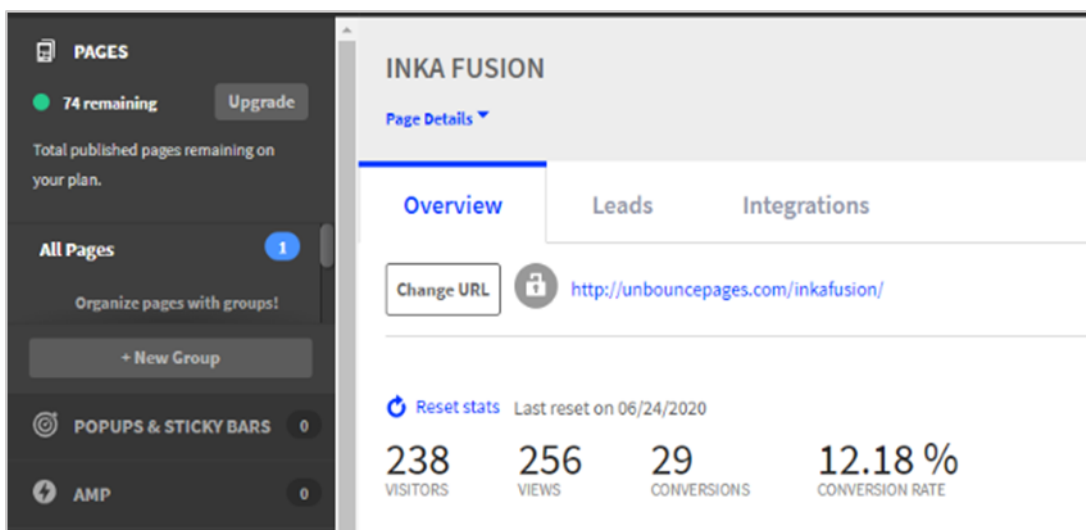 PAGES
74 remaining
Upgrade
Total published pages remaining on
your plan.
All Pages
1
Organize pages with groups!
+ New Group
POPUPS & STICKY BARS
0
AMP
0
INKA FUSION
Page Details
Overview
Leads
Integrations
Change URL
http://unbouncepages.com/inkafusion/
Reset stats
Last reset on 06/24/2020
238
VISITORS
256
VIEWS
29
CONVERSIONS
12.18 %
CONVERSION RATE